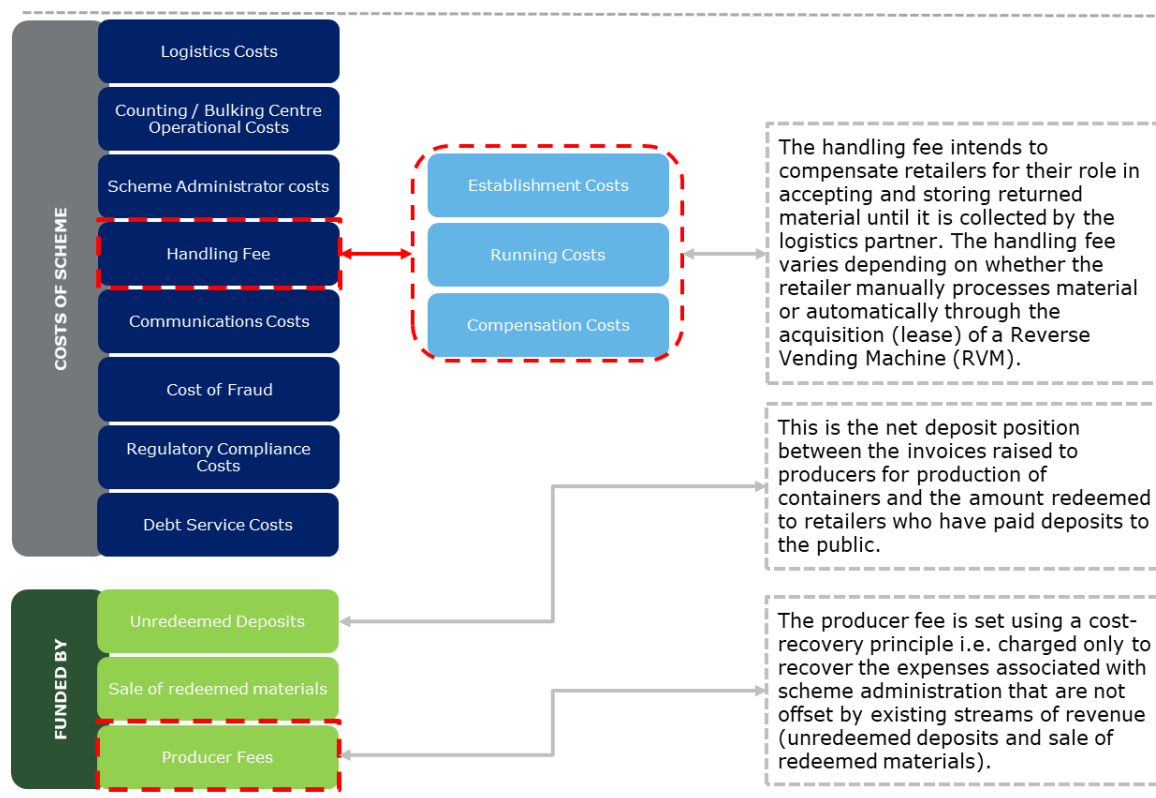 COSTS OF SCHEME
Logistics Costs
Counting / Bulking Centre
Operational Costs
Scheme Administrator costs
Handling Fee
Communications Costs
Cost of Fraud
Regulatory Compliance
Costs
Debt Service Costs
Establishment Costs
Running Costs
Compensation Costs
The handling fee intends to
compensate retailers for their role in
accepting and storing returned
material until it is collected by the
logistics partner. The handling fee
varies depending on whether the
retailer manually processes material
or automatically through the
acquisition (lease) of a Reverse
Vending Machine (RVM).
This is the net deposit position
between the invoices raised to
producers for production of
containers and the amount redeemed
to retailers who have paid deposits to
the public.
FUNDED BY
Unredeemed Deposits
Sale of redeemed materials
Producer Fees
The producer fee is set using a cost-
recovery principle i.e. charged only to
recover the expenses associated with
scheme administration that are not
offset by existing streams of revenue
(unredeemed deposits and sale of
redeemed materials).